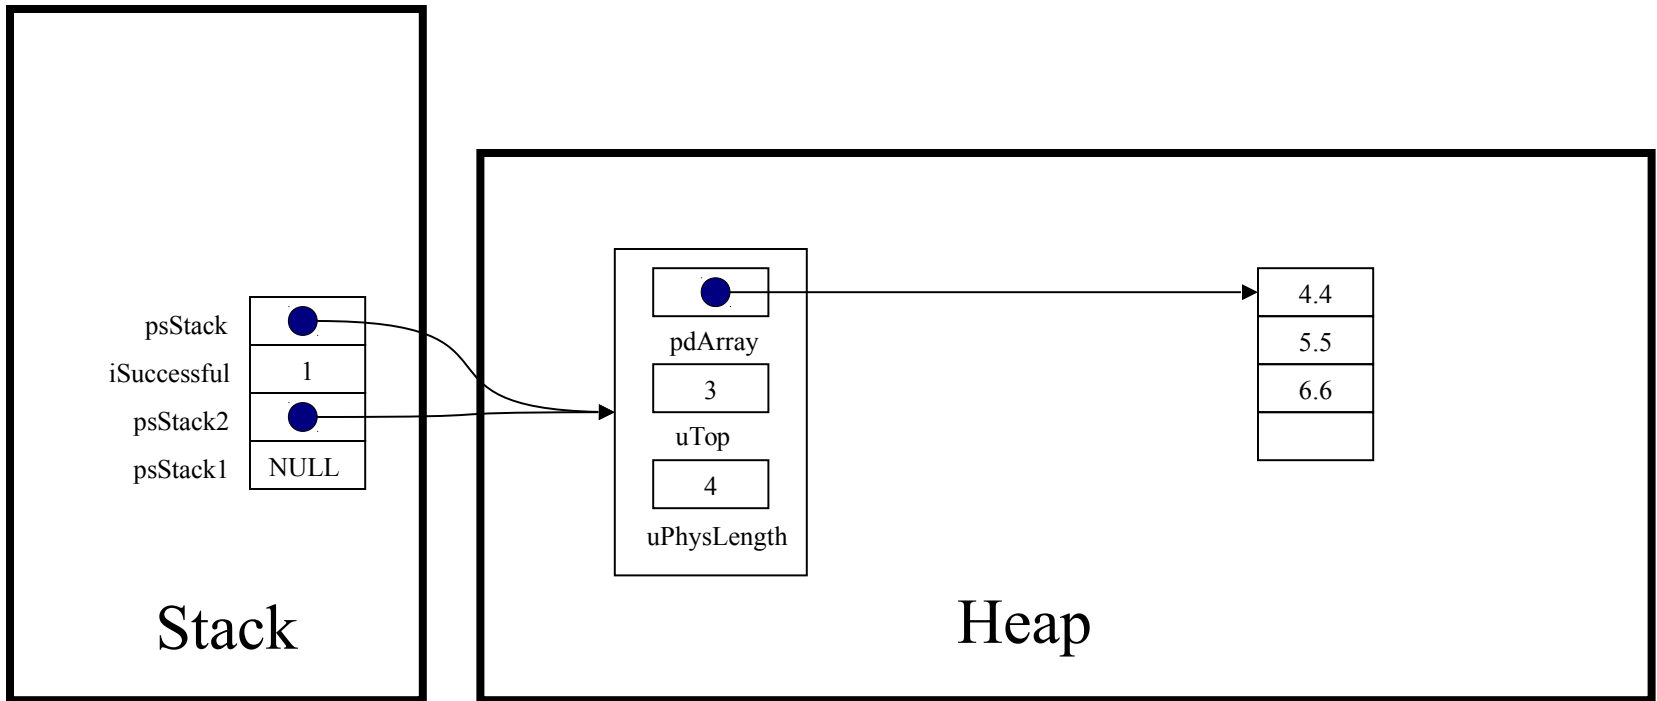 psStack
iSuccessful 1
psStack2
psStack1 NULL
Stack
pdArray
3
uTop
4
uPhysLength
4.4
5.5
6.6
Heap